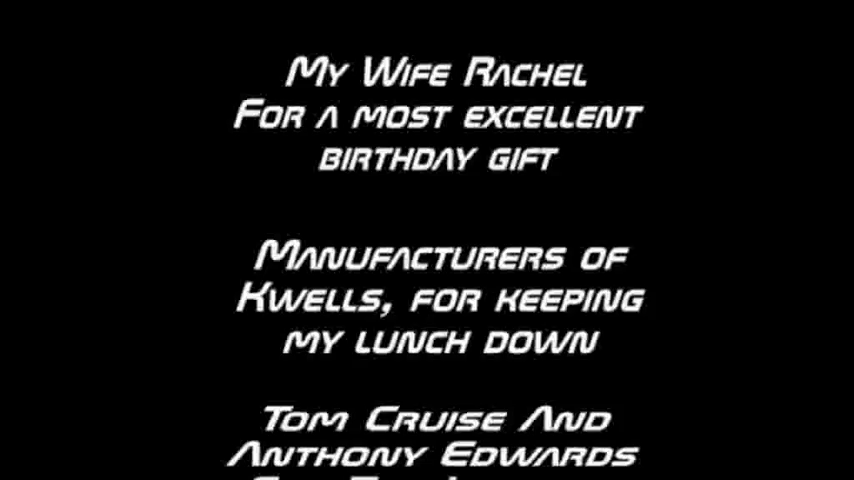 My Wife Rachel
For a most excellent
birthday gift
Manufacturers of
Kwells, for keeping
my lunch down
Tom Cruise And
Anthony Edwards